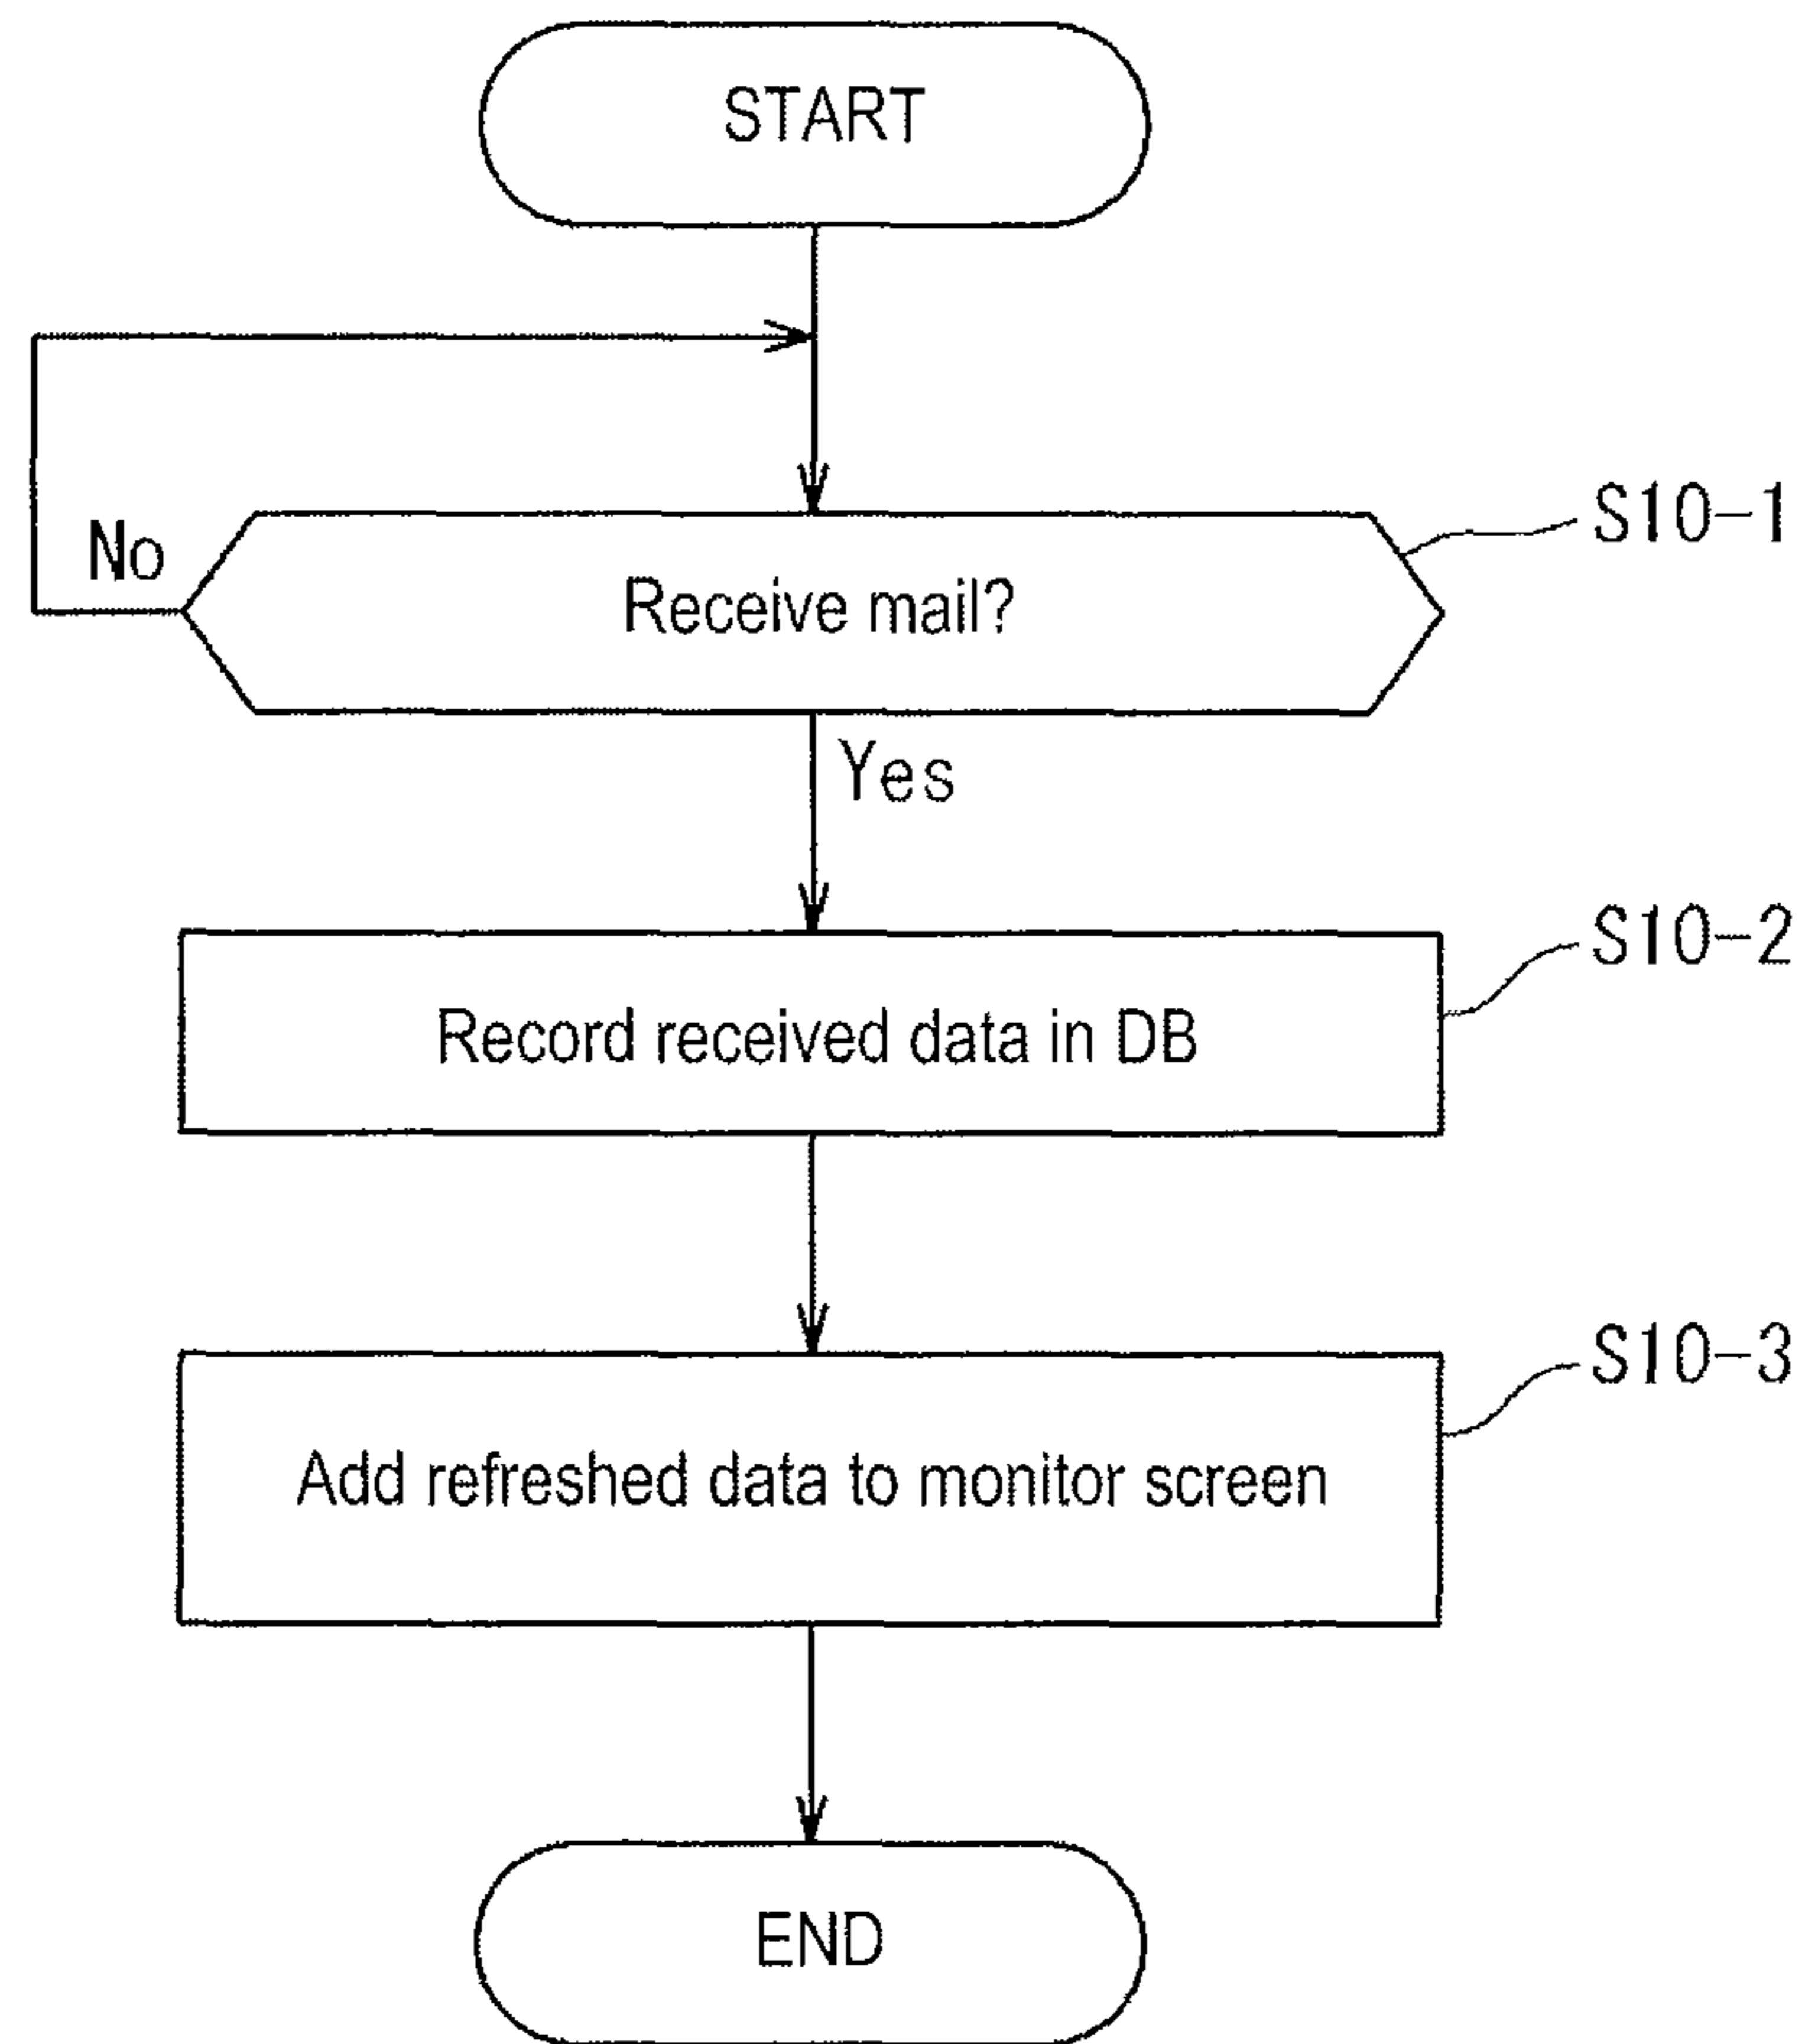 START
No
Receive mail?
S10-1
Yes
Record received data in DB
S10-2
Add refreshed data to monitor screen
S10-3
END